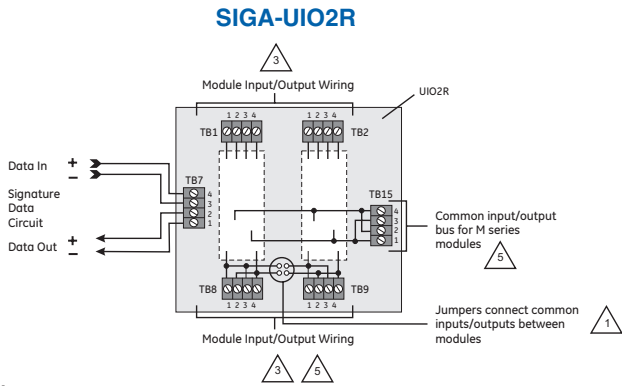 SIGA-UIO2R
3
Module Input/Output Wiring
UIO2R
1 2 3 4
1 2 3 4
TB1
TB2
Data In + −
TB7
4
3
2
1
Signature
Data
Circuit
Data Out + −
TB15
4
3
2
1
Common input/output
bus for M series
modules
5
TB8
TB9
1 2 3 4
1 2 3 4
Jumpers connect common
inputs/outputs between
modules
1
Module Input/Output Wiring
3
5